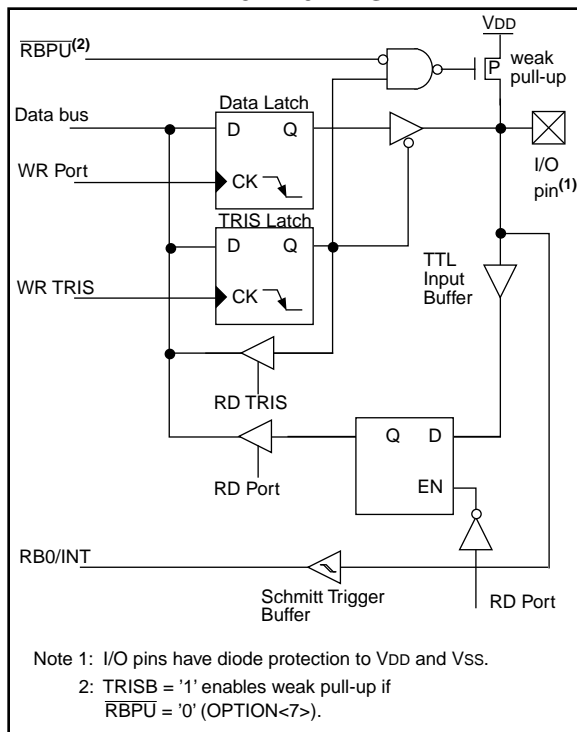 VDD
RBPU(2)
P
weak
pull-up
Data Latch
Data bus
D
Q
I/O
pin(1)
WR Port
CK
TRIS Latch
D
Q
TTL
Input
Buffer
WR TRIS
CK
RD TRIS
Q
D
RD Port
EN
RB0/INT
Schmitt Trigger
Buffer
RD Port
Note 1: I/O pins have diode protection to VDD and VSS.
2: TRISB = '1' enables weak pull-up if
RBPU = '0' (OPTION<7>).